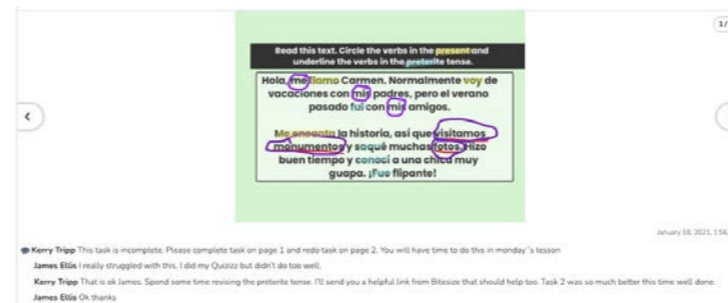 1/
Read this text. Circle the verbs in the present and
underline the verbs in the preterite tense.
Hola, me llamo Carmen. Normalmente voy de
vacaciones con mis padres, pero el verano
pasado fui con mis amigos.
Me encanta la historia, así que visitamos
monumentos y saqué muchas fotos. Hizo
buen tiempo y conocí a una chica muy
guapa. ¡Fue flipante!
January 18, 2021, 1:56
Kerry Tripp This task is incomplete. Please complete task on page 1 and redo task on page 2. You will have time to do this in monday's lesson
James Ellis I really struggled with this. I did my Quizizz but didn't do too well.
Kerry Tripp That is ok James. Spend some time revising the preterite tense. I'll send you a helpful link from Bitesize that should help too. Task 2 was so much better this time well done.
James Ellis Ok thanks